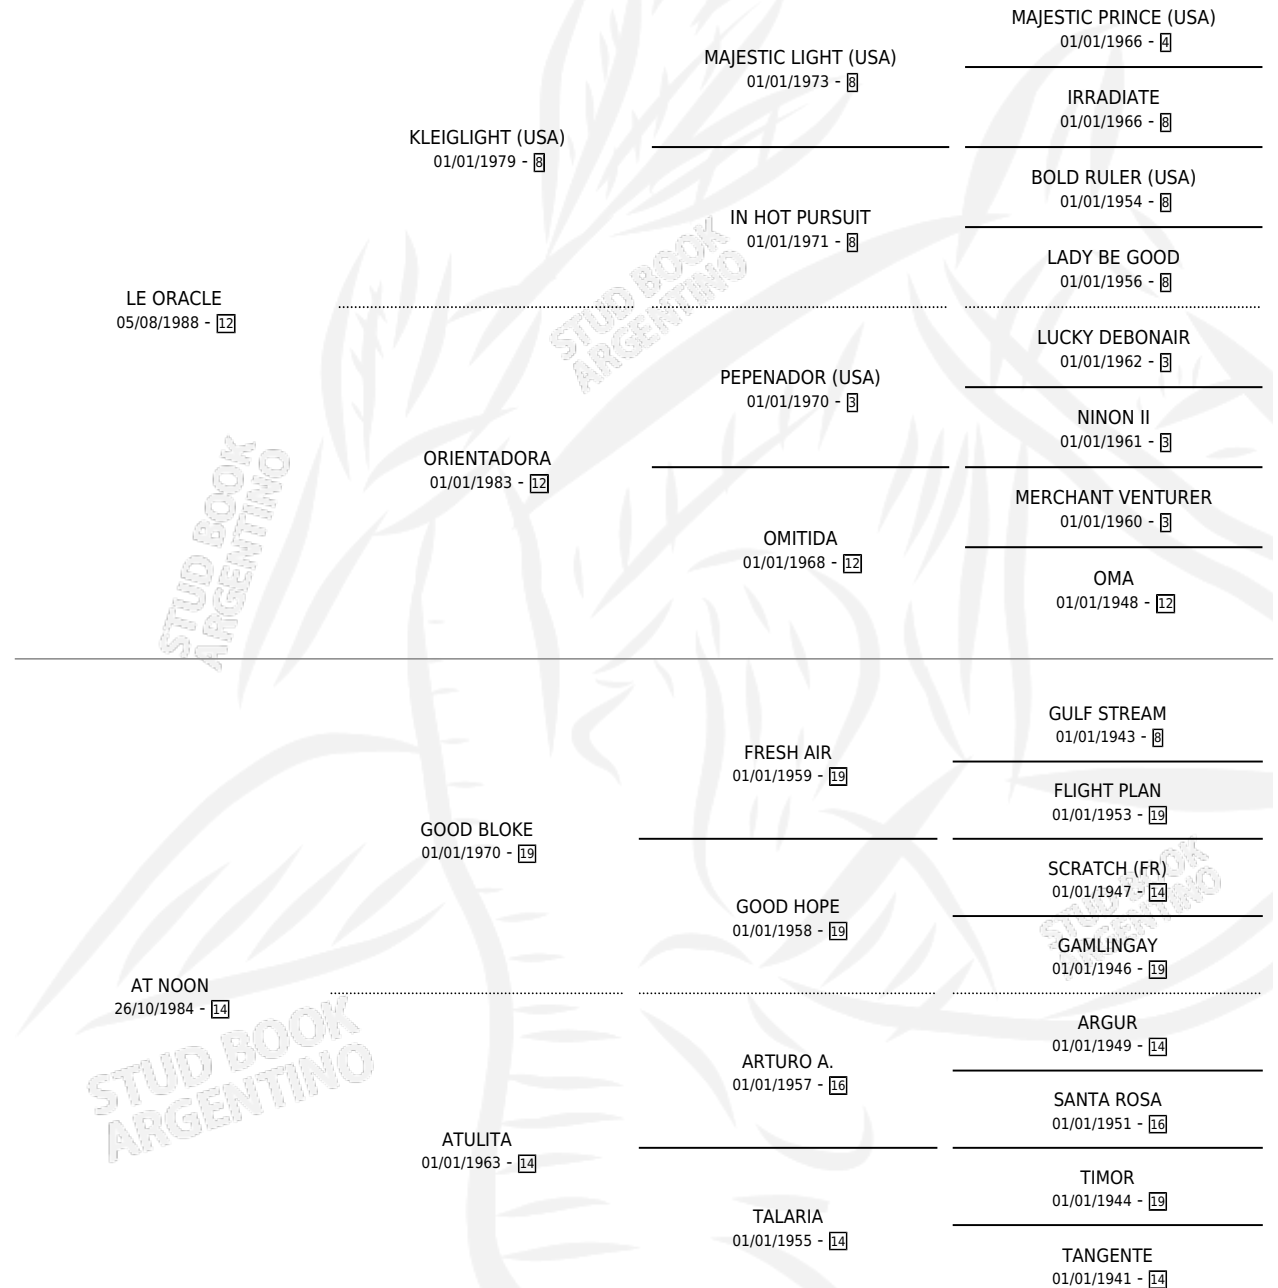 MAJESTIC PRINCE (USA)
01/01/1966 - 4
MAJESTIC LIGHT (USA)
01/01/1973 - 8
IRRADIATE
01/01/1966 - 8
KLEIGLIGHT (USA)
01/01/1979 - 8
BOLD RULER (USA)
01/01/1954 - 8
IN HOT PURSUIT
01/01/1971 - 8
LADY BE GOOD
01/01/1956 - 8
LE ORACLE
05/08/1988 - 12
LUCKY DEBONAIR
01/01/1962 - 3
PEPENADOR (USA)
01/01/1970 - 3
NINON II
01/01/1961 - 3
ORIENTADORA
01/01/1983 - 12
MERCHANT VENTURER
01/01/1960 - 3
OMITIDA
01/01/1968 - 12
OMA
01/01/1948 - 12
GULF STREAM
01/01/1943 - 8
FRESH AIR
01/01/1959 - 19
FLIGHT PLAN
01/01/1953 - 19
GOOD BLOKE
01/01/1970 - 19
SCRATCH (FR)
01/01/1947 - 14
GOOD HOPE
01/01/1958 - 19
GAMLINGAY
01/01/1946 - 19
AT NOON
26/10/1984 - 14
ARGUR
01/01/1949 - 14
ARTURO A.
01/01/1957 - 16
SANTA ROSA
01/01/1951 - 16
ATULITA
01/01/1963 - 14
TIMOR
01/01/1944 - 19
TALARIA
01/01/1955 - 14
TANGENTE
01/01/1941 - 14
STUD BOOK
ARGENTINO
STUD BOOK
ARGENTINO
STUD BOOK
ARGENTINO
STUD BOOK
ARGENTINO